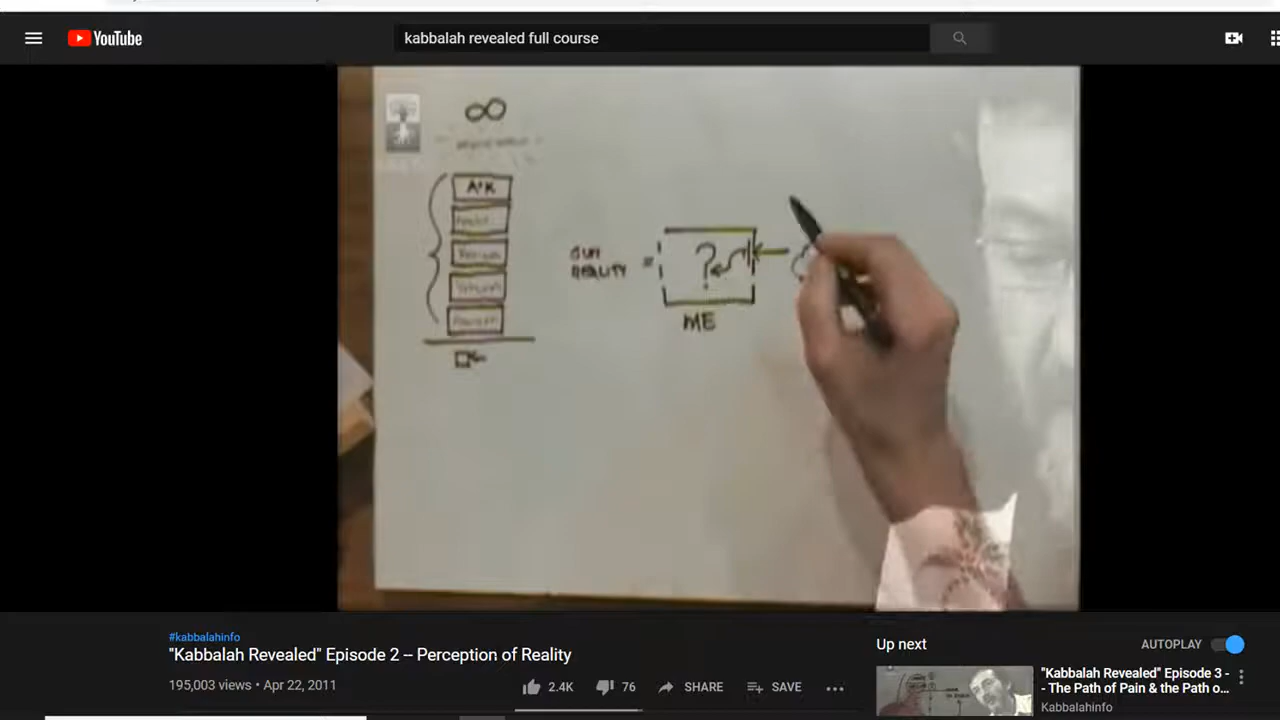 YouTube
kabbalah revealed full course
∞
A'K
OUR
REALITY = ?
ME
#kabbalahinfo
"Kabbalah Revealed" Episode 2 -- Perception of Reality
195,003 views • Apr 22, 2011
2.4K 76 SHARE SAVE
Up next
AUTOPLAY
"Kabbalah Revealed" Episode 3 -
- The Path of Pain & the Path o...
Kabbalahinfo